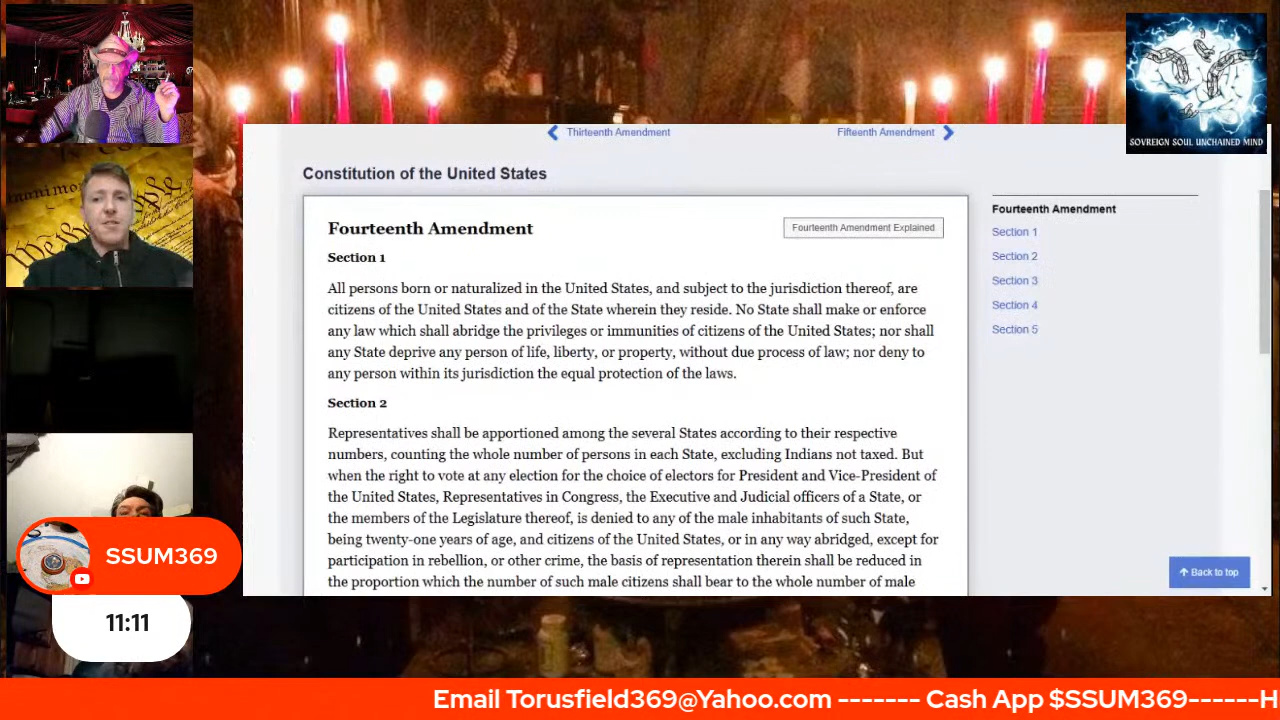 Thirteenth Amendment
Fifteenth Amendment
SOVREIGN SOUL UNCHAINED MIND
Constitution of the United States
Fourteenth Amendment
Fourteenth Amendment Explained
Section 1
All persons born or naturalized in the United States, and subject to the jurisdiction thereof, are
citizens of the United States and of the State wherein they reside. No State shall make or enforce
any law which shall abridge the privileges or immunities of citizens of the United States; nor shall
any State deprive any person of life, liberty, or property, without due process of law; nor deny to
any person within its jurisdiction the equal protection of the laws.
Section 2
Representatives shall be apportioned among the several States according to their respective
numbers, counting the whole number of persons in each State, excluding Indians not taxed. But
when the right to vote at any election for the choice of electors for President and Vice-President of
the United States, Representatives in Congress, the Executive and Judicial officers of a State, or
the members of the Legislature thereof, is denied to any of the male inhabitants of such State,
being twenty-one years of age, and citizens of the United States, or in any way abridged, except for
participation in rebellion, or other crime, the basis of representation therein shall be reduced in
the proportion which the number of such male citizens shall bear to the whole number of male
Fourteenth Amendment
Section 1
Section 2
Section 3
Section 4
Section 5
Back to top
We the
SSUM369
11:11
Email Torusfield369@Yahoo.com ------- Cash App $SSUM369------H